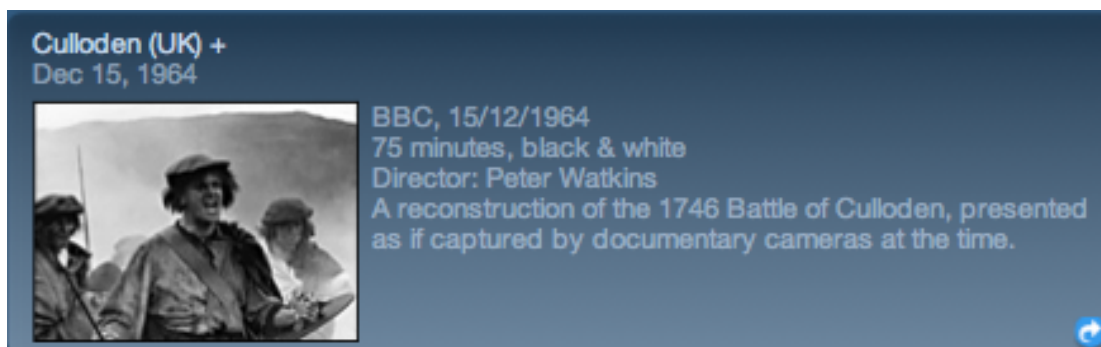 Culloden (UK) +
Dec 15, 1964
BBC, 15/12/1964
75 minutes, black & white
Director: Peter Watkins
A reconstruction of the 1746 Battle of Culloden, presented
as if captured by documentary cameras at the time.